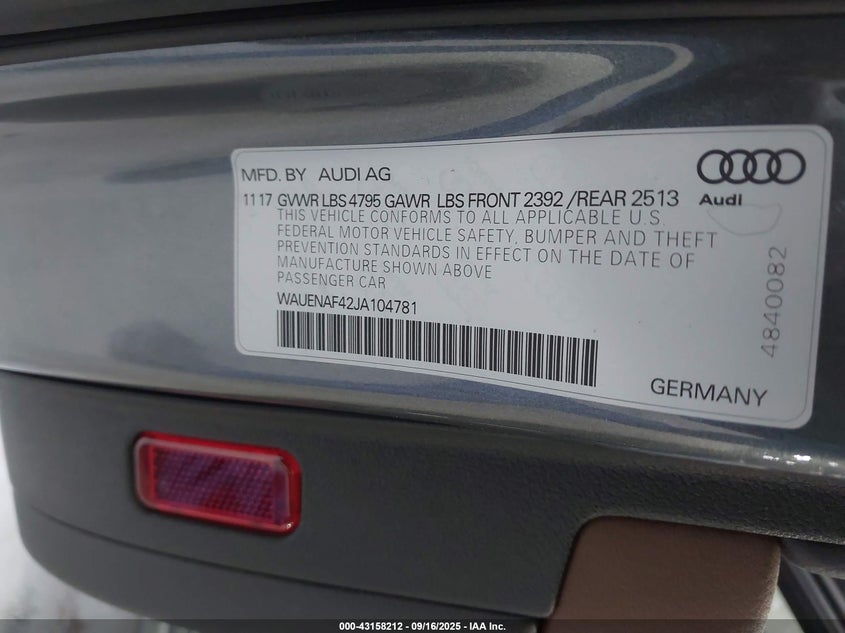 MFD. BY AUDI AG
Audi
11 17 GVWR LBS 4795 GAWR LBS FRONT 2392 /REAR 2513
THIS VEHICLE CONFORMS TO ALL APPLICABLE U.S.
FEDERAL MOTOR VEHICLE SAFETY, BUMPER AND THEFT
PREVENTION STANDARDS IN EFFECT ON THE DATE OF
MANUFACTURE SHOWN ABOVE
PASSENGER CAR
WAUENAF42JA104781
4840082
GERMANY
000-43158212 - 09/16/2025 - IAA Inc.